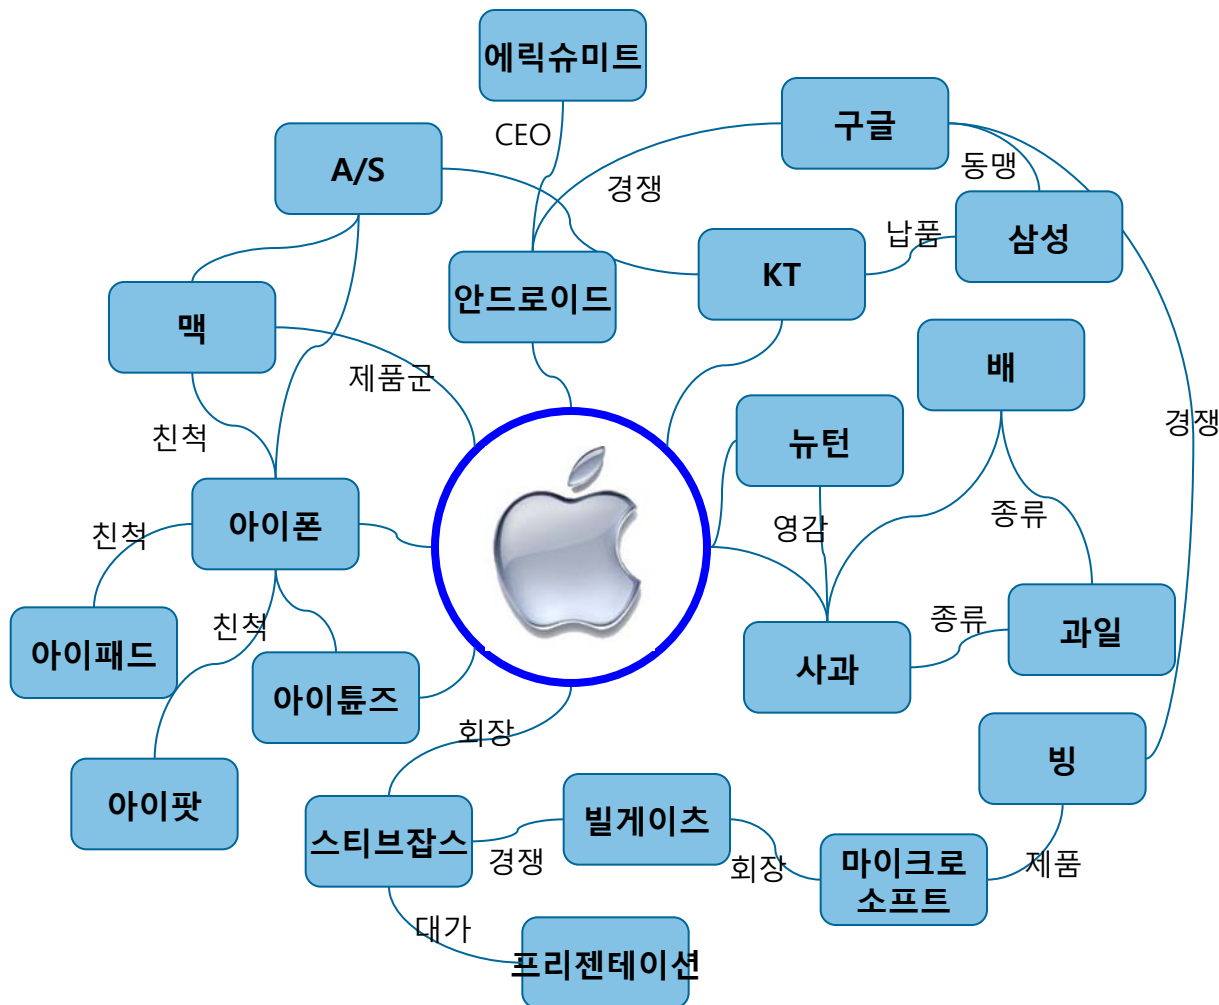 에릭슈미트
구글
CEO
A/S
동맹
경쟁
삼성
납품
KT
안드로이드
맥
배
제품군
경쟁
뉴턴
친척
종류
아이폰
영감
친척
과일
종류
친척
아이패드
사과
아이튠즈
회장
빙
아이팟
빌게이츠
스티브잡스
경쟁
회장
마이크로
소프트
제품
대가
프리젠테이션